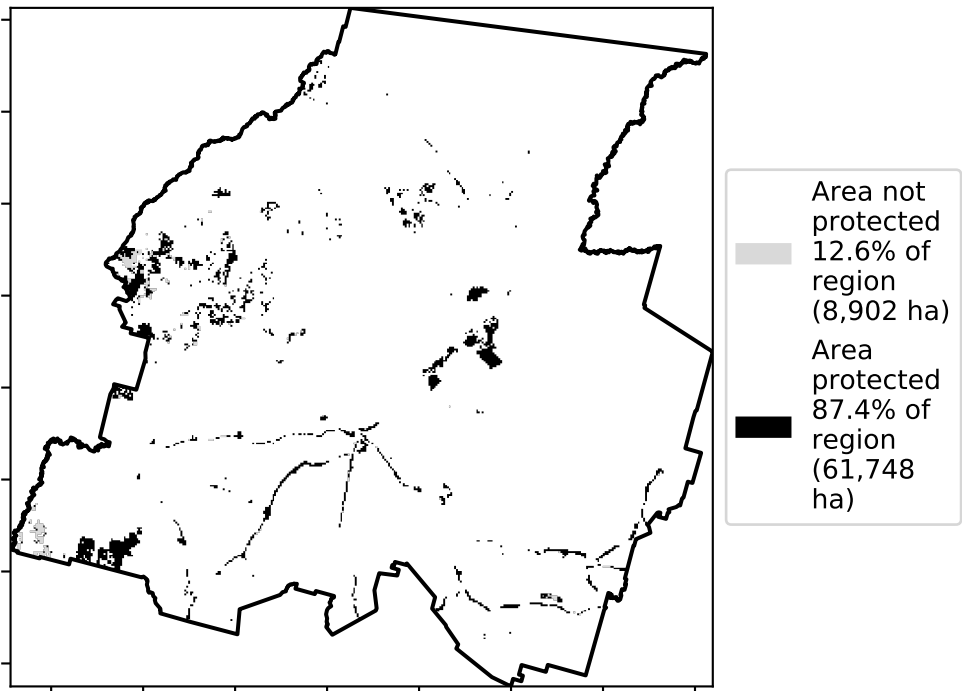 Area not
protected
12.6% of
region
(8,902 ha)
Area
protected
87.4% of
region
(61,748
ha)